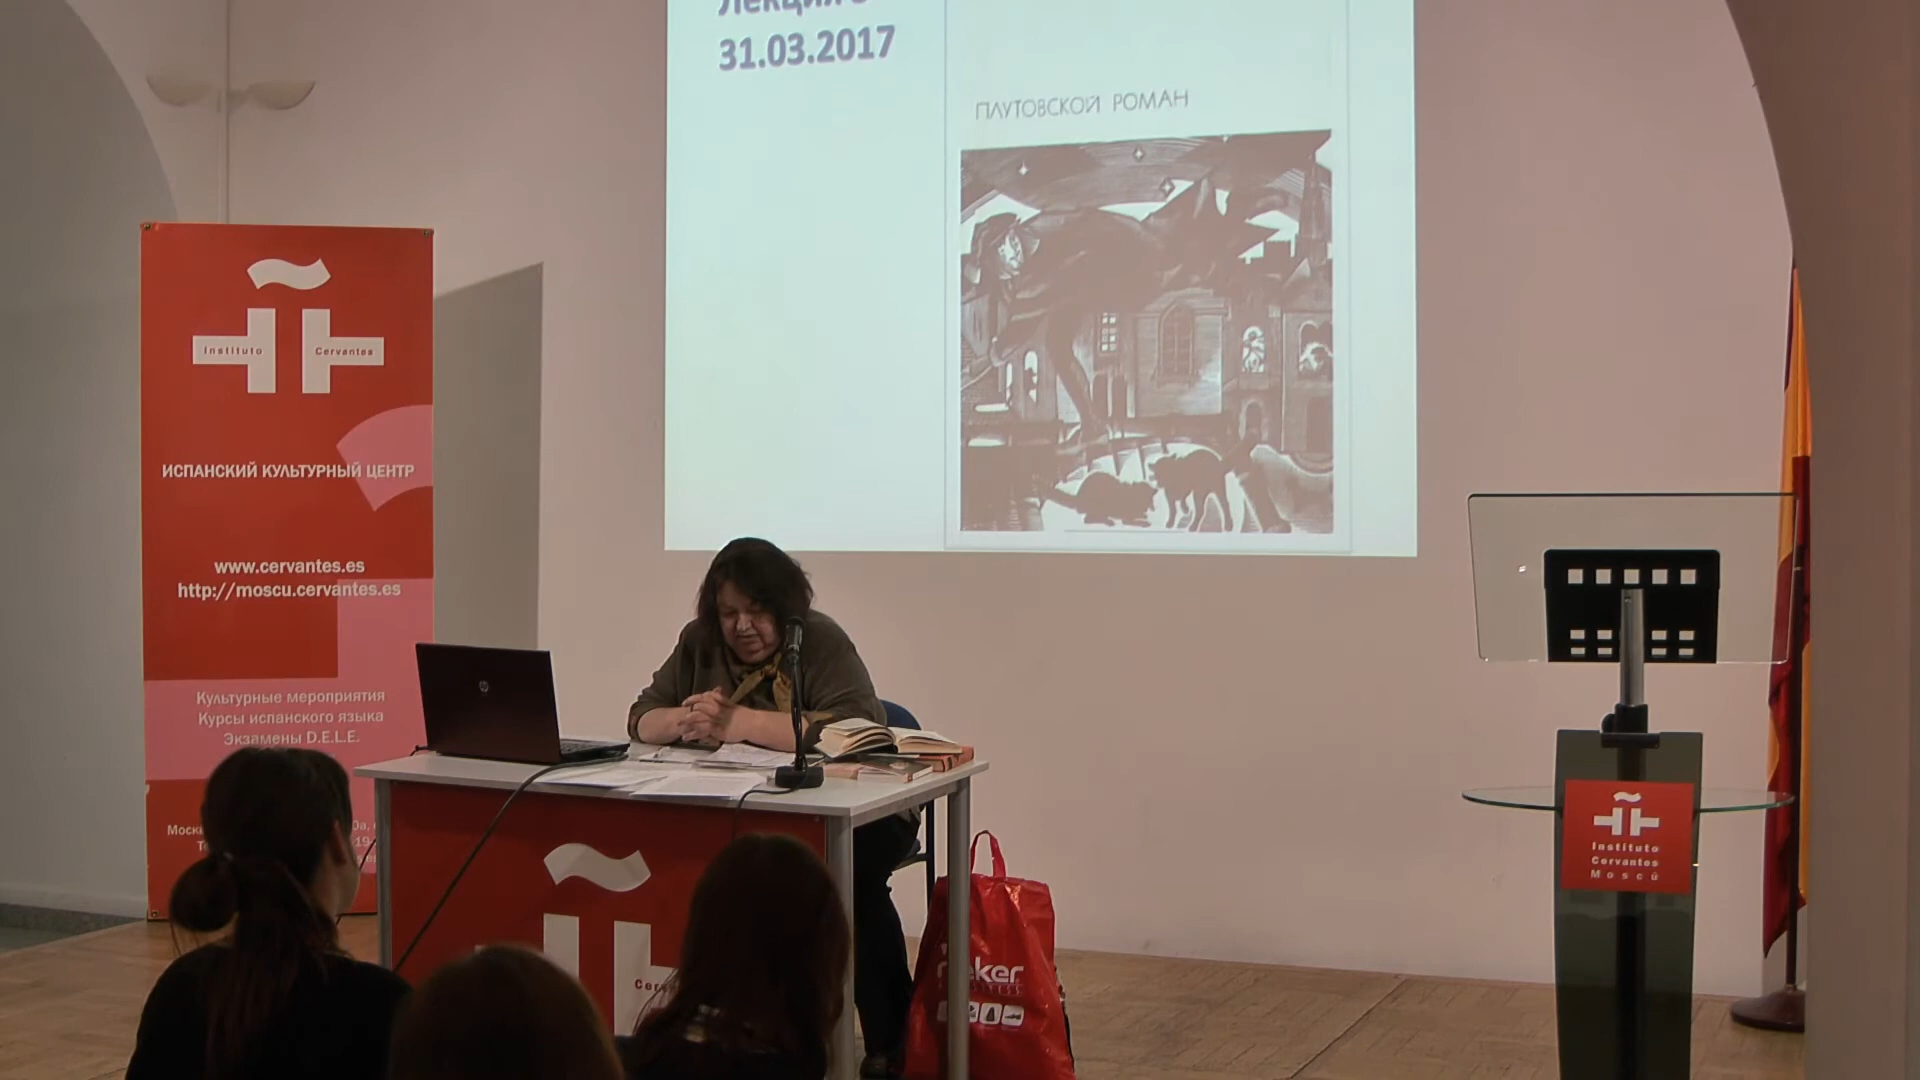 Лекция
31.03.2017
ПЛУТОВСКОЙ РОМАН
Instituto Cervantes
ИСПАНСКИЙ КУЛЬТУРНЫЙ ЦЕНТР
www.cervantes.es
http://moscu.cervantes.es
Культурные мероприятия
Курсы испанского языка
Экзамены D.E.L.E.
Instituto
Cervantes
Moscú